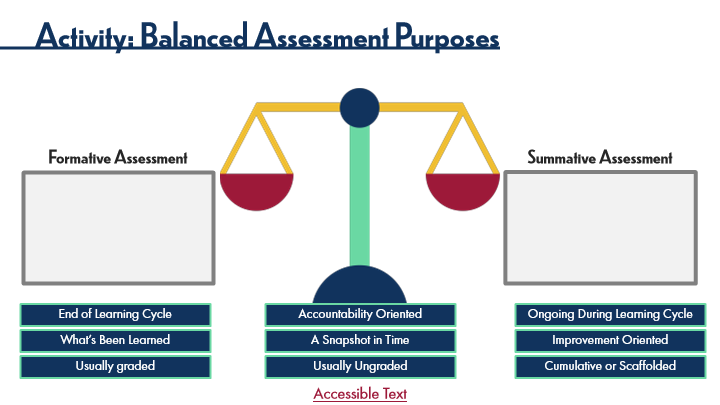 Activity: Balanced Assessment Purposes
Formative Assessment
Summative Assessment
End of Learning Cycle
Accountability Oriented
Ongoing During Learning Cycle
What's Been Learned
A Snapshot in Time
Improvement Oriented
Usually graded
Usually Ungraded
Cumulative or Scaffolded
Accessible Text